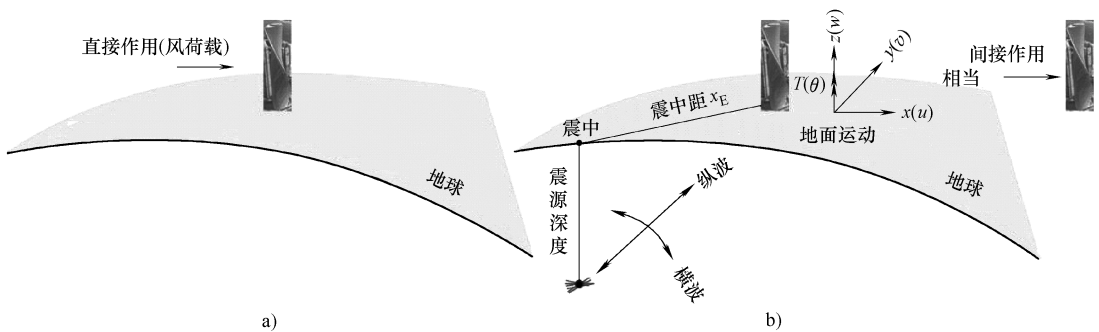 直接作用(风荷载)
地球
a)
震中
震中距 xE
震源深度
纵波
横波
z(w)
y(v)
T(θ)
x(u)
地面运动
相当
间接作用
地球
b)